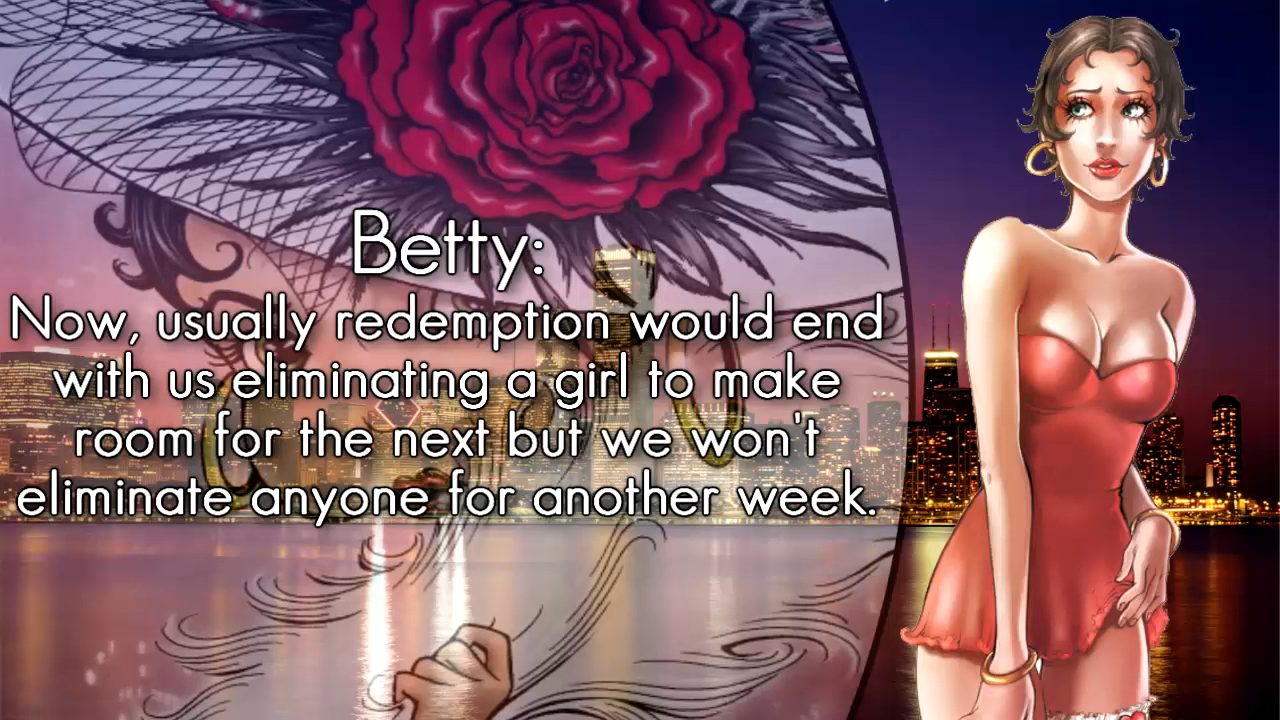 Betty:
Now, usually redemption would end
with us eliminating a girl to make
room for the next but we won't
eliminate anyone for another week.